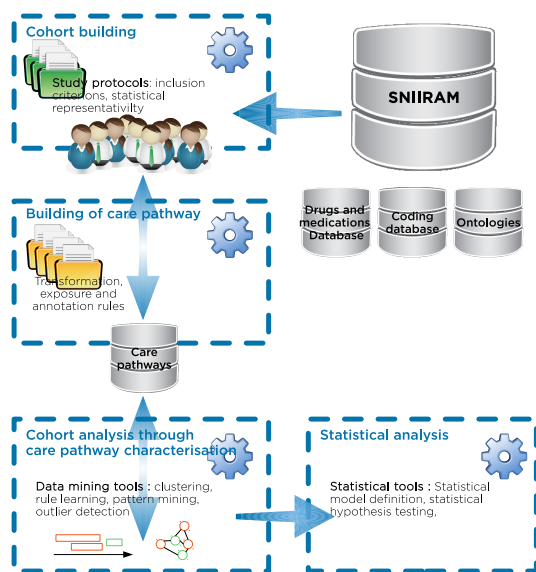 Cohort building
Study protocols: inclusion
criterions, statistical
representativilty
SNIIRAM
Drugs and
medications
Database
Coding
database
Ontologies
Building of care pathway
Transformation,
exposure and
annotation rules
Care
pathways
Cohort analysis through
care pathway characterisation
Data mining tools : clustering,
rule learning, pattern mining,
outlier detection
Statistical analysis
Statistical tools : Statistical
model definition, statistical
hypothesis testing,